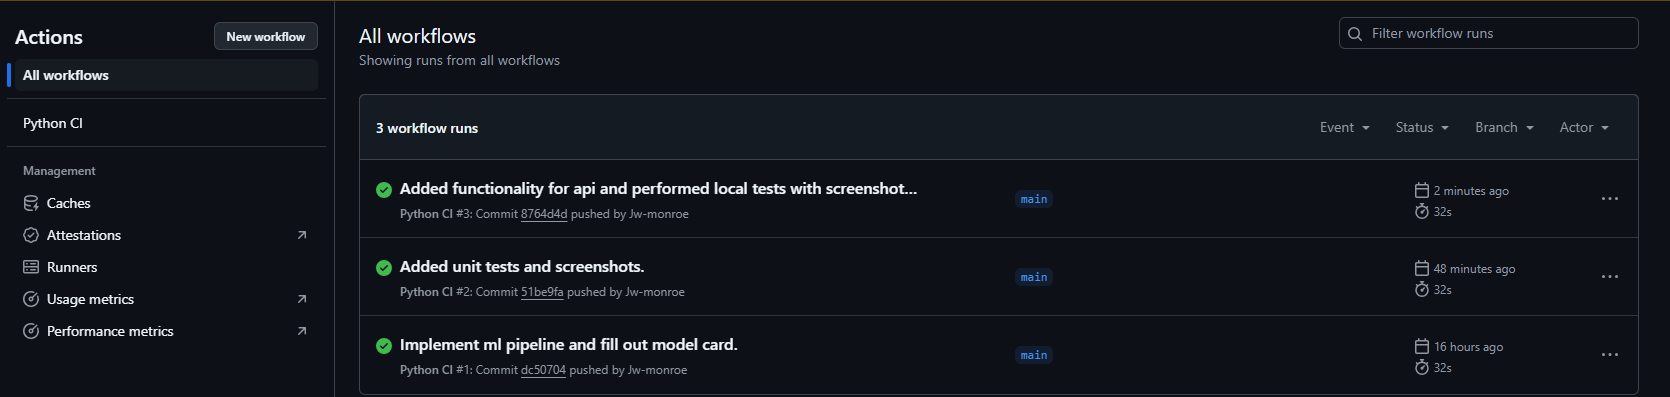 Actions
New workflow
All workflows
Python CI
Management
Caches
Attestations
Runners
Usage metrics
Performance metrics
All workflows
Showing runs from all workflows
Filter workflow runs
3 workflow runs
Event
Status
Branch
Actor
Added functionality for api and performed local tests with screenshot...
Python CI #3: Commit 8764d4d pushed by Jw-monroe
main
2 minutes ago
32s
Added unit tests and screenshots.
Python CI #2: Commit 51be9fa pushed by Jw-monroe
main
48 minutes ago
32s
Implement ml pipeline and fill out model card.
Python CI #1: Commit dc50704 pushed by Jw-monroe
main
16 hours ago
32s